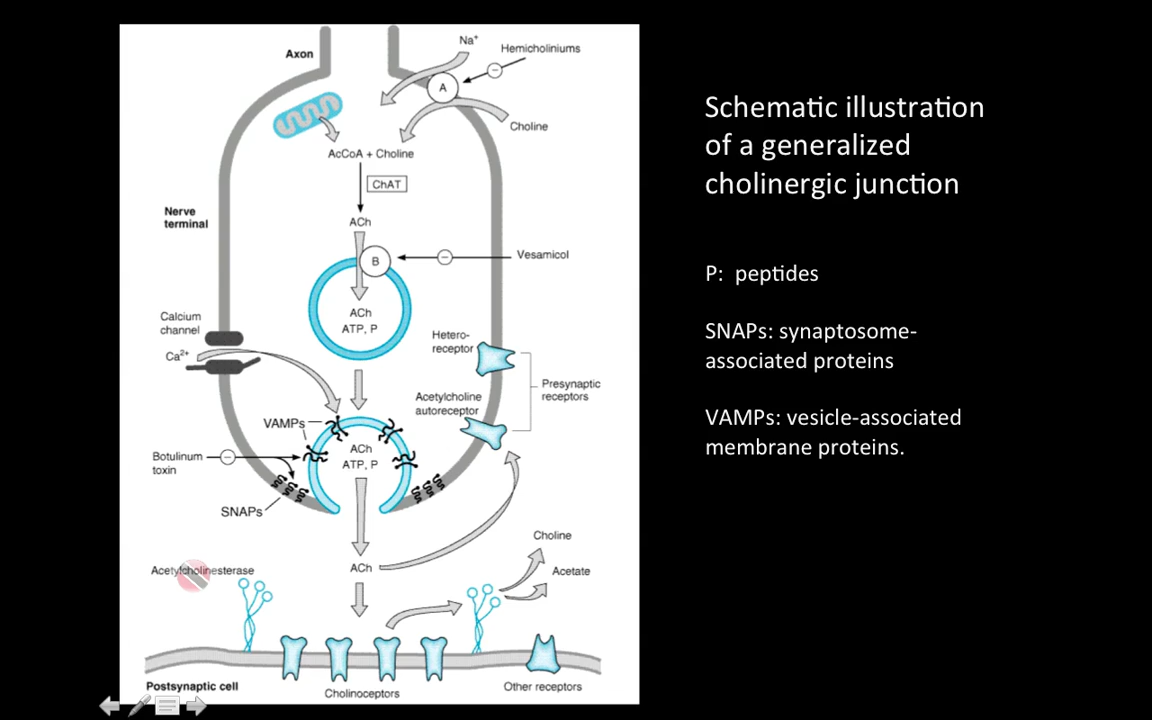 Na⁺
Hemicholiniums
Axon
−
A
Choline
AcCoA + Choline
ChAT
Nerve
terminal
ACh
B
−
Vesamicol
ACh
ATP, P
Calcium
channel
Ca²⁺
Hetero-
receptor
Presynaptic
receptors
Acetylcholine
autoreceptor
VAMPs
ACh
ATP, P
Botulinum
toxin
−
SNAPs
Choline
ACh
Acetate
Acetylcholinesterase
Postsynaptic cell
Cholinoceptors
Other receptors
Schematic illustration
of a generalized
cholinergic junction
P: peptides
SNAPs: synaptosome-
associated proteins
VAMPs: vesicle-associated
membrane proteins.